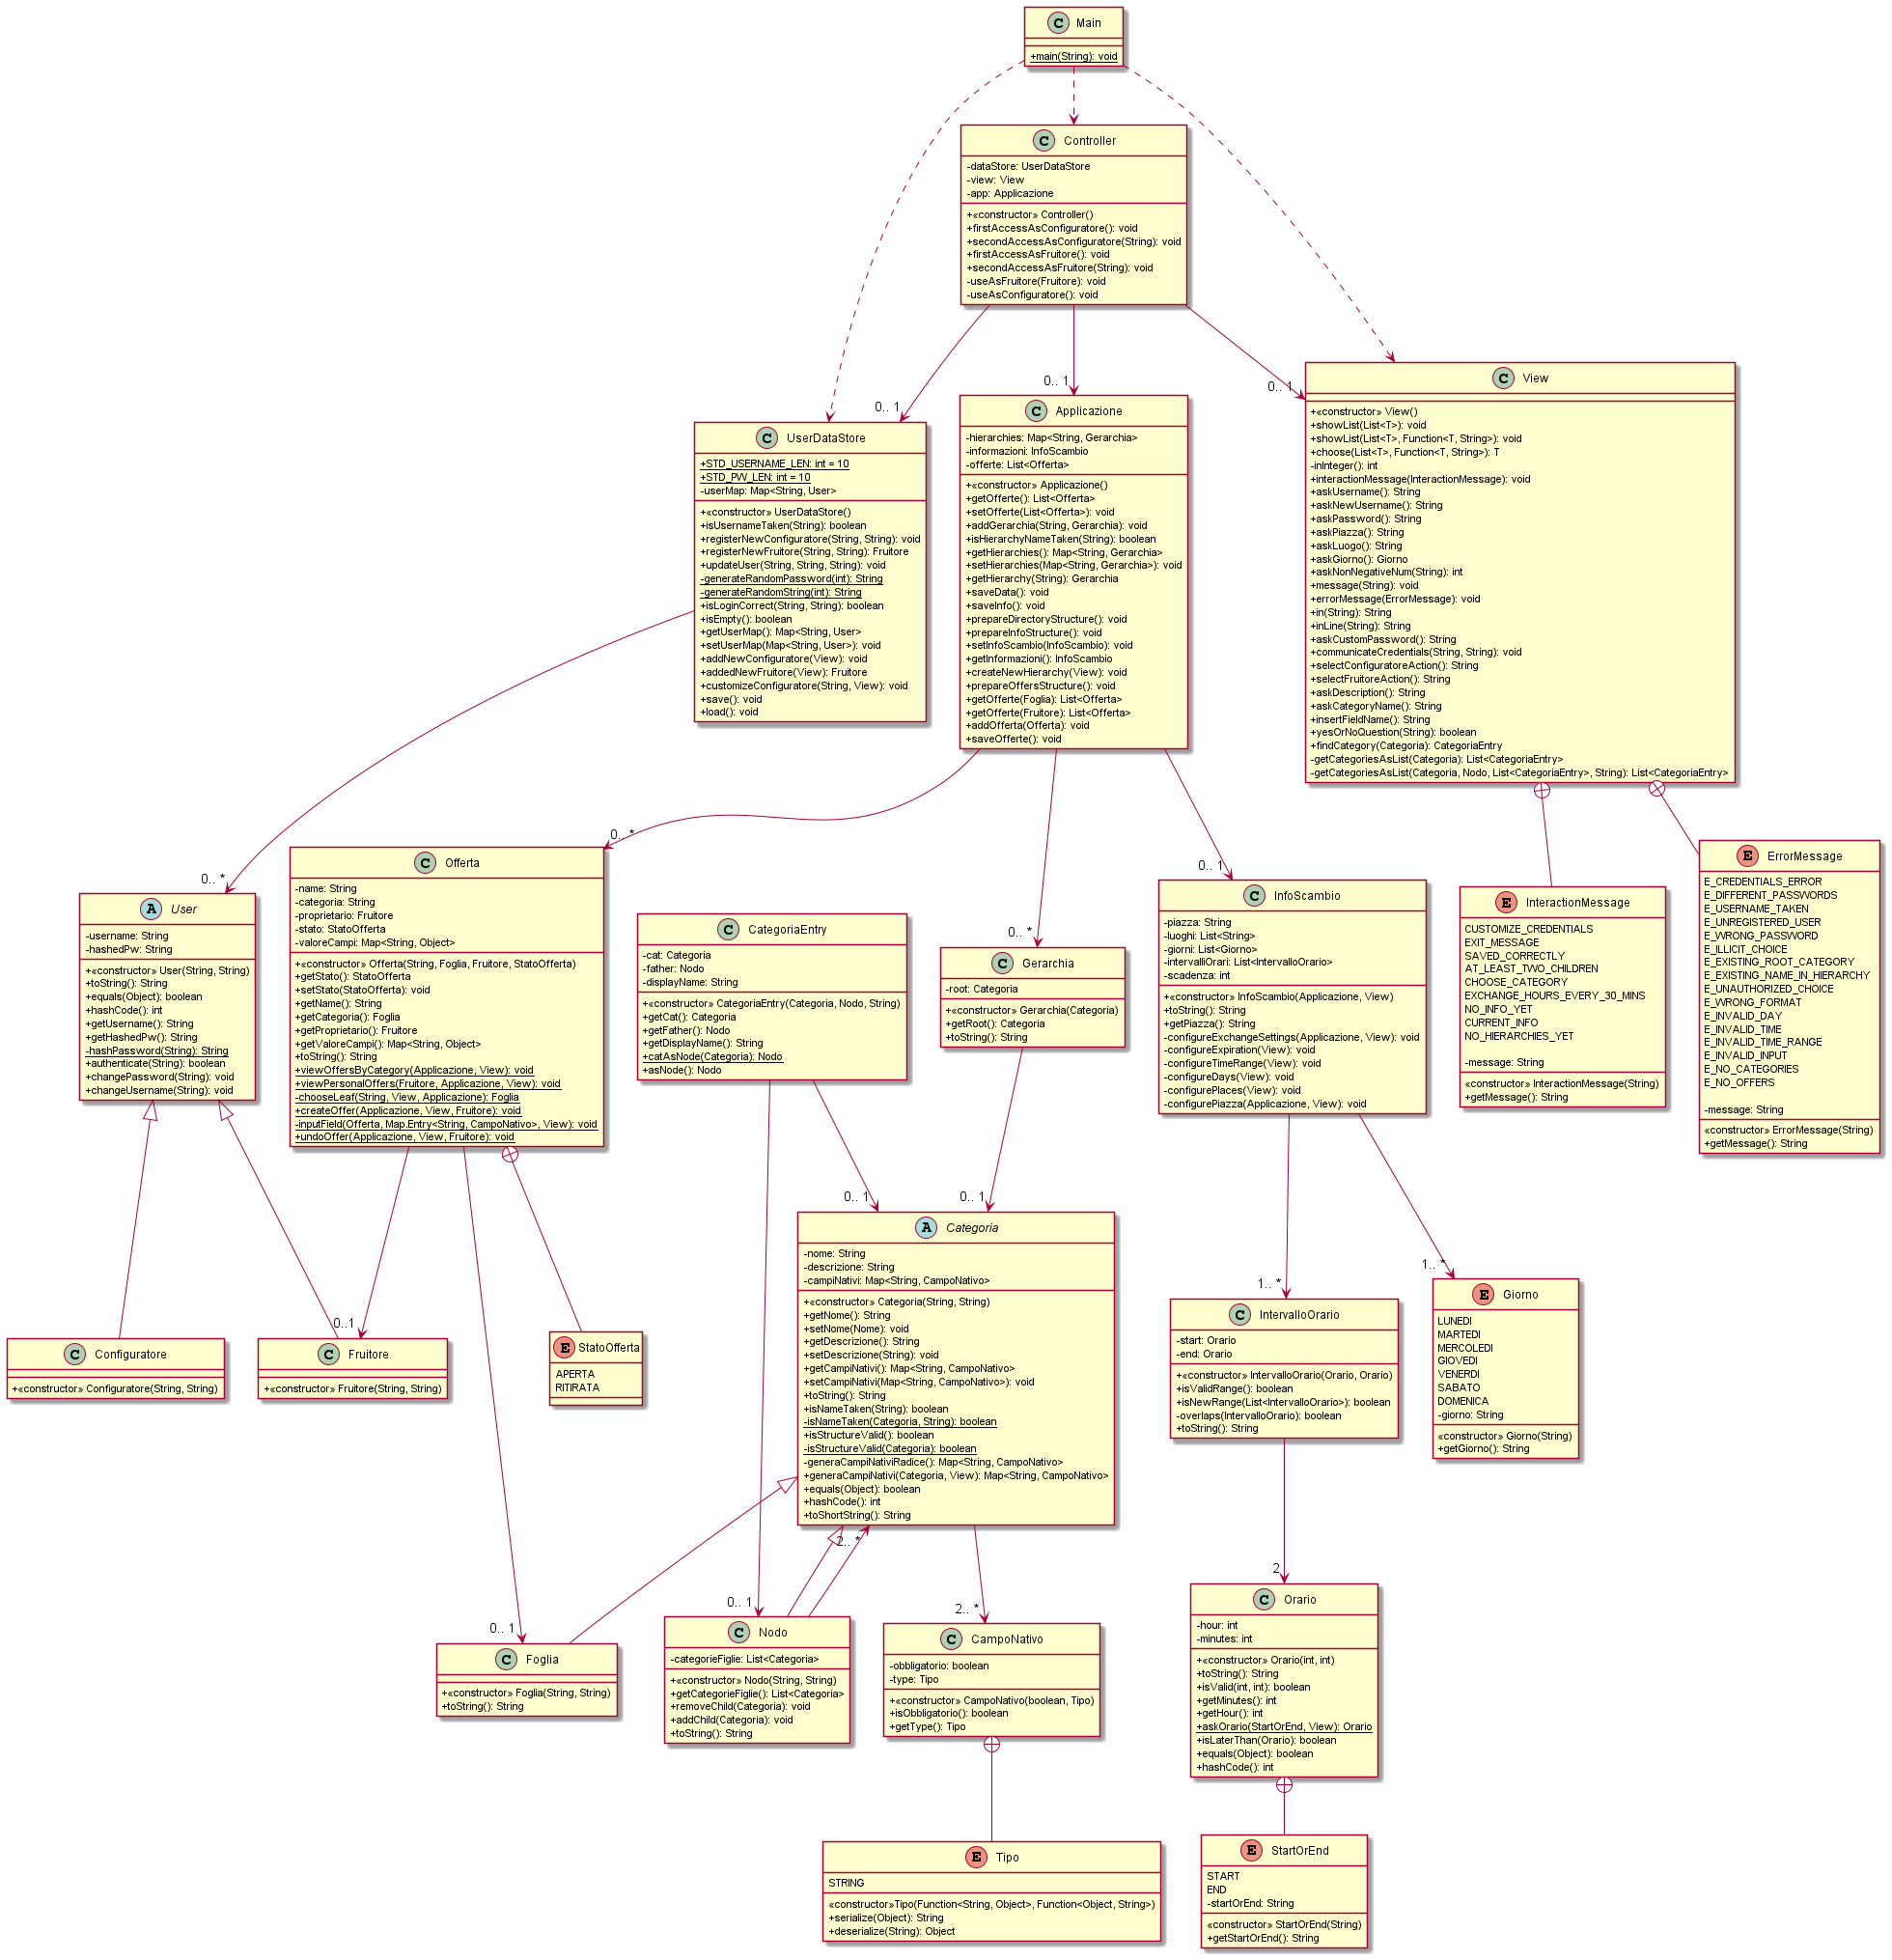 C Main
+main(String): void
C Controller
-dataStore: UserDataStore
-view: View
-app: Applicazione
+«constructor» Controller()
+firstAccessAsConfiguratore(): void
+secondAccessAsConfiguratore(String): void
+firstAccessAsFruitore(): void
+secondAccessAsFruitore(String): void
-useAsFruitore(Fruitore): void
-useAsConfiguratore(): void
0.. 1
0.. 1
0.. 1
C UserDataStore
+STD_USERNAME_LEN: int = 10
+STD_PW_LEN: int = 10
-userMap: Map<String, User>
+«constructor» UserDataStore()
+isUsernameTaken(String): boolean
+registerNewConfiguratore(String, String): void
+registerNewFruitore(String, String): Fruitore
+updateUser(String, String, String): void
-generateRandomPassword(int): String
-generateRandomString(int): String
+isLoginCorrect(String, String): boolean
+isEmpty(): boolean
+getUserMap(): Map<String, User>
+setUserMap(Map<String, User>): void
+addNewConfiguratore(View): void
+addedNewFruitore(View): Fruitore
+customizeConfiguratore(String, View): void
+save(): void
+load(): void
C Applicazione
-hierarchies: Map<String, Gerarchia>
-informazioni: InfoScambio
-offerte: List<Offerta>
+«constructor» Applicazione()
+getOfferte(): List<Offerta>
+setOfferte(List<Offerta>): void
+addGerarchia(String, Gerarchia): void
+isHierarchyNameTaken(String): boolean
+getHierarchies(): Map<String, Gerarchia>
+setHierarchies(Map<String, Gerarchia>): void
+getHierarchy(String): Gerarchia
+saveData(): void
+saveInfo(): void
+prepareDirectoryStructure(): void
+prepareInfoStructure(): void
+setInfoScambio(InfoScambio): void
+getInformazioni(): InfoScambio
+createNewHierarchy(View): void
+prepareOffersStructure(): void
+getOfferte(Foglia): List<Offerta>
+getOfferte(Fruitore): List<Offerta>
+addOfferta(Offerta): void
+saveOfferte(): void
C View
+«constructor» View()
+showList(List<T>): void
+showList(List<T>, Function<T, String>): void
+choose(List<T>, Function<T, String>): T
-inInteger(): int
+interactionMessage(InteractionMessage): void
+askUsername(): String
+askNewUsername(): String
+askPassword(): String
+askPiazza(): String
+askLuogo(): String
+askGiorno(): Giorno
+askNonNegativeNum(String): int
+message(String): void
+errorMessage(ErrorMessage): void
+in(String): String
+inLine(String): String
+askCustomPassword(): String
+communicateCredentials(String, String): void
+selectConfiguratoreAction(): String
+selectFruitoreAction(): String
+askDescription(): String
+askCategoryName(): String
+insertFieldName(): String
+yesOrNoQuestion(String): boolean
+findCategory(Categoria): CategoriaEntry
-getCategoriesAsList(Categoria): List<CategoriaEntry>
-getCategoriesAsList(Categoria, Nodo, List<CategoriaEntry>, String): List<CategoriaEntry>
0.. *
0.. *
0.. *
0.. 1
A User
-username: String
-hashedPw: String
+«constructor» User(String, String)
+toString(): String
+equals(Object): boolean
+hashCode(): int
+getUsername(): String
+getHashedPw(): String
-hashPassword(String): String
+authenticate(String): boolean
+changePassword(String): void
+changeUsername(String): void
C Offerta
-name: String
-categoria: String
-proprietario: Fruitore
-stato: StatoOfferta
-valoreCampi: Map<String, Object>
+«constructor» Offerta(String, Foglia, Fruitore, StatoOfferta)
+getStato(): StatoOfferta
+setStato(StatoOfferta): void
+getName(): String
+getCategoria(): Foglia
+getProprietario(): Fruitore
+getValoreCampi(): Map<String, Object>
+toString(): String
+viewOffersByCategory(Applicazione, View): void
+viewPersonalOffers(Fruitore, Applicazione, View): void
-chooseLeaf(String, View, Applicazione): Foglia
+createOffer(Applicazione, View, Fruitore): void
-inputField(Offerta, Map.Entry<String, CampoNativo>, View): void
+undoOffer(Applicazione, View, Fruitore): void
C CategoriaEntry
-cat: Categoria
-father: Nodo
-displayName: String
+«constructor» CategoriaEntry(Categoria, Nodo, String)
+getCat(): Categoria
+getFather(): Nodo
+getDisplayName(): String
+catAsNode(Categoria): Nodo
+asNode(): Nodo
C Gerarchia
-root: Categoria
+«constructor» Gerarchia(Categoria)
+getRoot(): Categoria
+toString(): String
C InfoScambio
-piazza: String
-luoghi: List<String>
-giorni: List<Giorno>
-intervalliOrari: List<IntervalloOrario>
-scadenza: int
+«constructor» InfoScambio(Applicazione, View)
+toString(): String
+getPiazza(): String
-configureExchangeSettings(Applicazione, View): void
-configureExpiration(View): void
-configureTimeRange(View): void
-configureDays(View): void
-configurePlaces(View): void
-configurePiazza(Applicazione, View): void
E InteractionMessage
CUSTOMIZE_CREDENTIALS
EXIT_MESSAGE
SAVED_CORRECTLY
AT_LEAST_TWO_CHILDREN
CHOOSE_CATEGORY
EXCHANGE_HOURS_EVERY_30_MINS
NO_INFO_YET
CURRENT_INFO
NO_HIERARCHIES_YET
-message: String
«constructor» InteractionMessage(String)
+getMessage(): String
E ErrorMessage
E_CREDENTIALS_ERROR
E_DIFFERENT_PASSWORDS
E_USERNAME_TAKEN
E_UNREGISTERED_USER
E_WRONG_PASSWORD
E_ILLICIT_CHOICE
E_EXISTING_ROOT_CATEGORY
E_EXISTING_NAME_IN_HIERARCHY
E_UNAUTHORIZED_CHOICE
E_WRONG_FORMAT
E_INVALID_DAY
E_INVALID_TIME
E_INVALID_TIME_RANGE
E_INVALID_INPUT
E_NO_CATEGORIES
E_NO_OFFERS
-message: String
«constructor» ErrorMessage(String)
+getMessage(): String
0..1
0.. 1
0.. 1
1.. *
1.. *
C Configuratore
+«constructor» Configuratore(String, String)
C Fruitore
+«constructor» Fruitore(String, String)
E StatoOfferta
APERTA
RITIRATA
A Categoria
-nome: String
-descrizione: String
-campiNativi: Map<String, CampoNativo>
+«constructor» Categoria(String, String)
+getNome(): String
+setNome(Nome): void
+getDescrizione(): String
+setDescrizione(String): void
+getCampiNativi(): Map<String, CampoNativo>
+setCampiNativi(Map<String, CampoNativo>): void
+toString(): String
+isNameTaken(String): boolean
-isNameTaken(Categoria, String): boolean
+isStructureValid(): boolean
-isStructureValid(Categoria): boolean
-generaCampiNativiRadice(): Map<String, CampoNativo>
+generaCampiNativi(Categoria, View): Map<String, CampoNativo>
+equals(Object): boolean
+hashCode(): int
+toShortString(): String
C IntervalloOrario
-start: Orario
-end: Orario
+«constructor» IntervalloOrario(Orario, Orario)
+isValidRange(): boolean
+isNewRange(List<IntervalloOrario>): boolean
-overlaps(IntervalloOrario): boolean
+toString(): String
E Giorno
LUNEDI
MARTEDI
MERCOLEDI
GIOVEDI
VENERDI
SABATO
DOMENICA
-giorno: String
«constructor» Giorno(String)
+getGiorno(): String
2.. *
2
0.. 1
0.. 1
2.. *
C Foglia
+«constructor» Foglia(String, String)
+toString(): String
C Nodo
-categorieFiglie: List<Categoria>
+«constructor» Nodo(String, String)
+getCategorieFiglie(): List<Categoria>
+removeChild(Categoria): void
+addChild(Categoria): void
+toString(): String
C CampoNativo
-obbligatorio: boolean
-type: Tipo
+«constructor» CampoNativo(boolean, Tipo)
+isObbligatorio(): boolean
+getType(): Tipo
C Orario
-hour: int
-minutes: int
+«constructor» Orario(int, int)
+toString(): String
+isValid(int, int): boolean
+getMinutes(): int
+getHour(): int
+askOrario(StartOrEnd, View): Orario
+isLaterThan(Orario): boolean
+equals(Object): boolean
+hashCode(): int
E Tipo
STRING
«constructor»Tipo(Function<String, Object>, Function<Object, String>)
+serialize(Object): String
+deserialize(String): Object
E StartOrEnd
START
END
-startOrEnd: String
«constructor» StartOrEnd(String)
+getStartOrEnd(): String